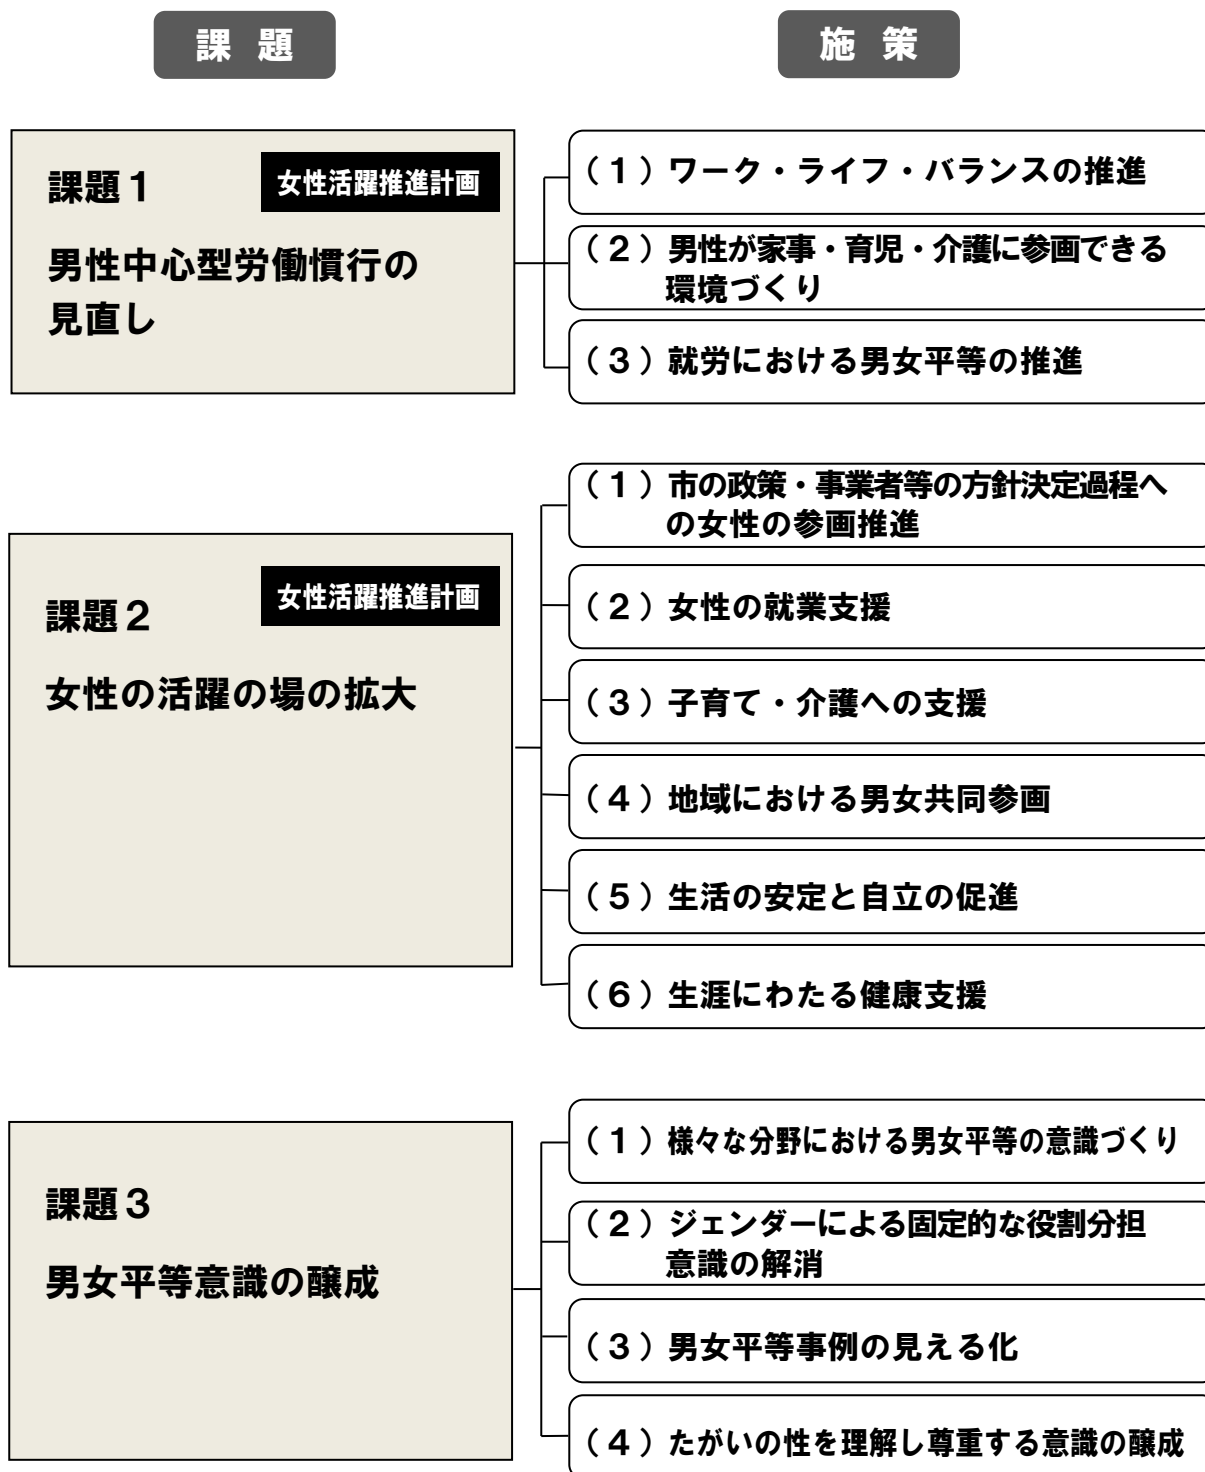 課題
施策
課題1
女性活躍推進計画
男性中心型労働慣行の
見直し
(1)ワーク・ライフ・バランスの推進
(2)男性が家事・育児・介護に参画できる
環境づくり
(3)就労における男女平等の推進
課題2
女性活躍推進計画
女性の活躍の場の拡大
(1)市の政策・事業者等の方針決定過程へ
の女性の参画推進
(2)女性の就業支援
(3)子育て・介護への支援
(4)地域における男女共同参画
(5)生活の安定と自立の促進
(6)生涯にわたる健康支援
課題3
男女平等意識の醸成
(1)様々な分野における男女平等の意識づくり
(2)ジェンダーによる固定的な役割分担
意識の解消
(3)男女平等事例の見える化
(4)たがいの性を理解し尊重する意識の醸成